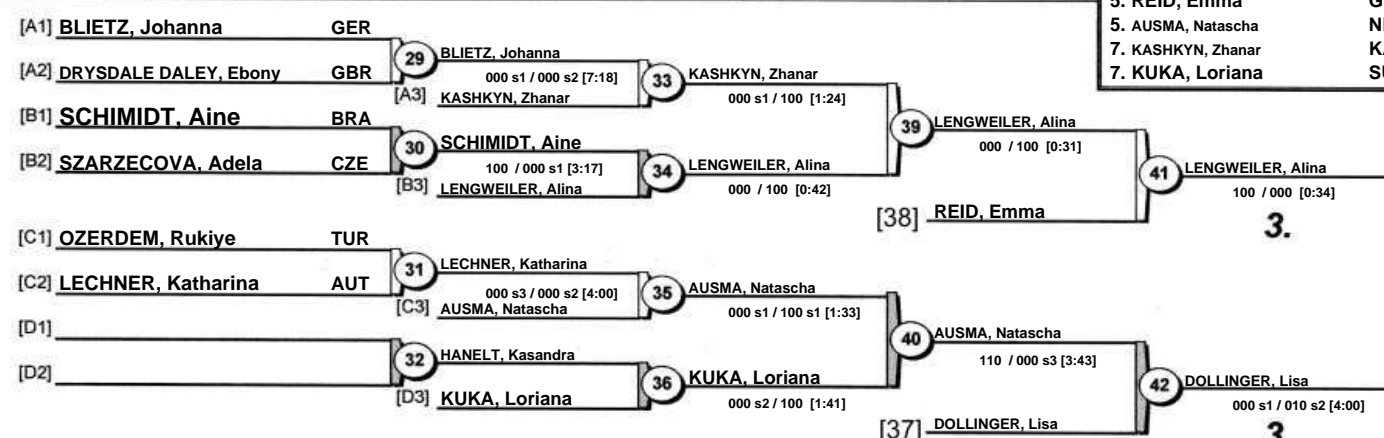 5. REID, Emma G
5. AUSMA, Natascha N
7. KASHKYN, Zhanar KA
7. KUKA, Loriana SU
[A1] BLIETZ, Johanna GER
29
BLIETZ, Johanna
[A2] DRYSDALE DALEY, Ebony GBR
000 s1 / 000 s2 [7:18]
33
KASHKYN, Zhanar
[A3] KASHKYN, Zhanar
000 s1 / 100 [1:24]
[B1] SCHIMIDT, Aine BRA
39
LENGWEILER, Alina
30
SCHIMIDT, Aine
000 / 100 [0:31]
[B2] SZARZECOVA, Adela CZE
100 / 000 s1 [3:17]
34
LENGWEILER, Alina
41
LENGWEILER, Alina
[B3] LENGWEILER, Alina
000 / 100 [0:42]
100 / 000 [0:34]
[38] REID, Emma
3.
[C1] OZERDEM, Rukiye TUR
31
LECHNER, Katharina
[C2] LECHNER, Katharina AUT
000 s3 / 000 s2 [4:00]
35
AUSMA, Natascha
[C3] AUSMA, Natascha
000 s1 / 100 s1 [1:33]
[D1]
40
AUSMA, Natascha
32
HANELT, Kasandra
110 / 000 s3 [3:43]
[D2]
36
KUKA, Loriana
42
DOLLINGER, Lisa
[D3] KUKA, Loriana
000 s2 / 100 [1:41]
000 s1 / 010 s2 [4:00]
[37] DOLLINGER, Lisa
3